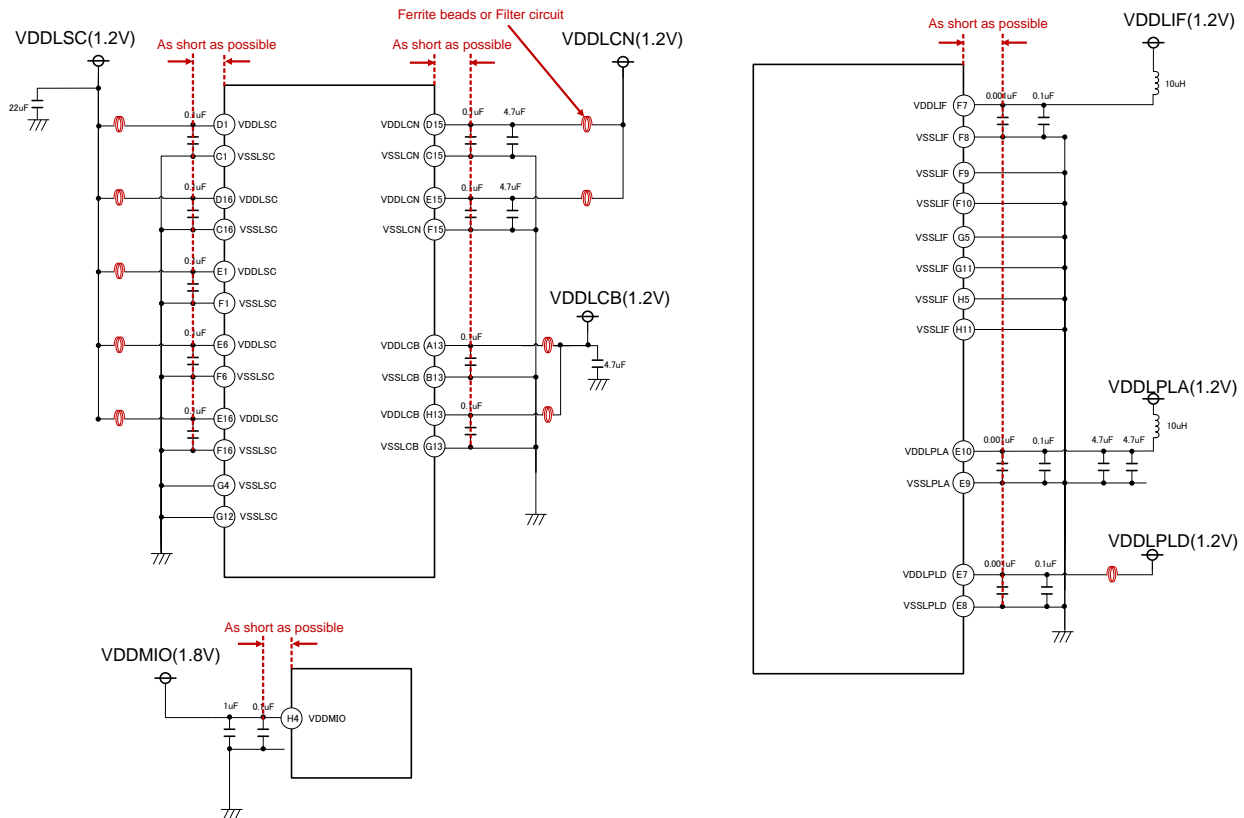 Ferrite beads or Filter circuit
VDDLSC(1.2V)
As short as possible
As short as possible
VDDLCN(1.2V)
22uF
0.1uF
D1 VDDLSC
C1 VSSLSC
0.1uF
D16 VDDLSC
C16 VSSLSC
0.1uF
E1 VDDLSC
F1 VSSLSC
0.1uF
E6 VDDLSC
F6 VSSLSC
0.1uF
E16 VDDLSC
F16 VSSLSC
G4 VSSLSC
G12 VSSLSC
0.1uF 4.7uF
VDDLCN D15
VSSLCN C15
0.1uF 4.7uF
VDDLCN E15
VSSLCN F15
VDDLCB(1.2V)
0.1uF
VDDLCB A13
4.7uF
VSSLCB B13
0.1uF
VDDLCB H13
VSSLCB G13
As short as possible
VDDMIO(1.8V)
1uF 0.1uF
H4 VDDMIO
As short as possible
VDDLIF(1.2V)
10uH
0.001uF 0.1uF
VDDLIF F7
VSSLIF F8
VSSLIF F9
VSSLIF F10
VSSLIF G5
VSSLIF G11
VSSLIF H5
VSSLIF H11
VDDLPLA(1.2V)
10uH
0.001uF 0.1uF 4.7uF 4.7uF
VDDLPLA E10
VSSLPLA E9
VDDLPLD(1.2V)
0.001uF 0.1uF
VDDLPLD E7
VSSLPLD E8